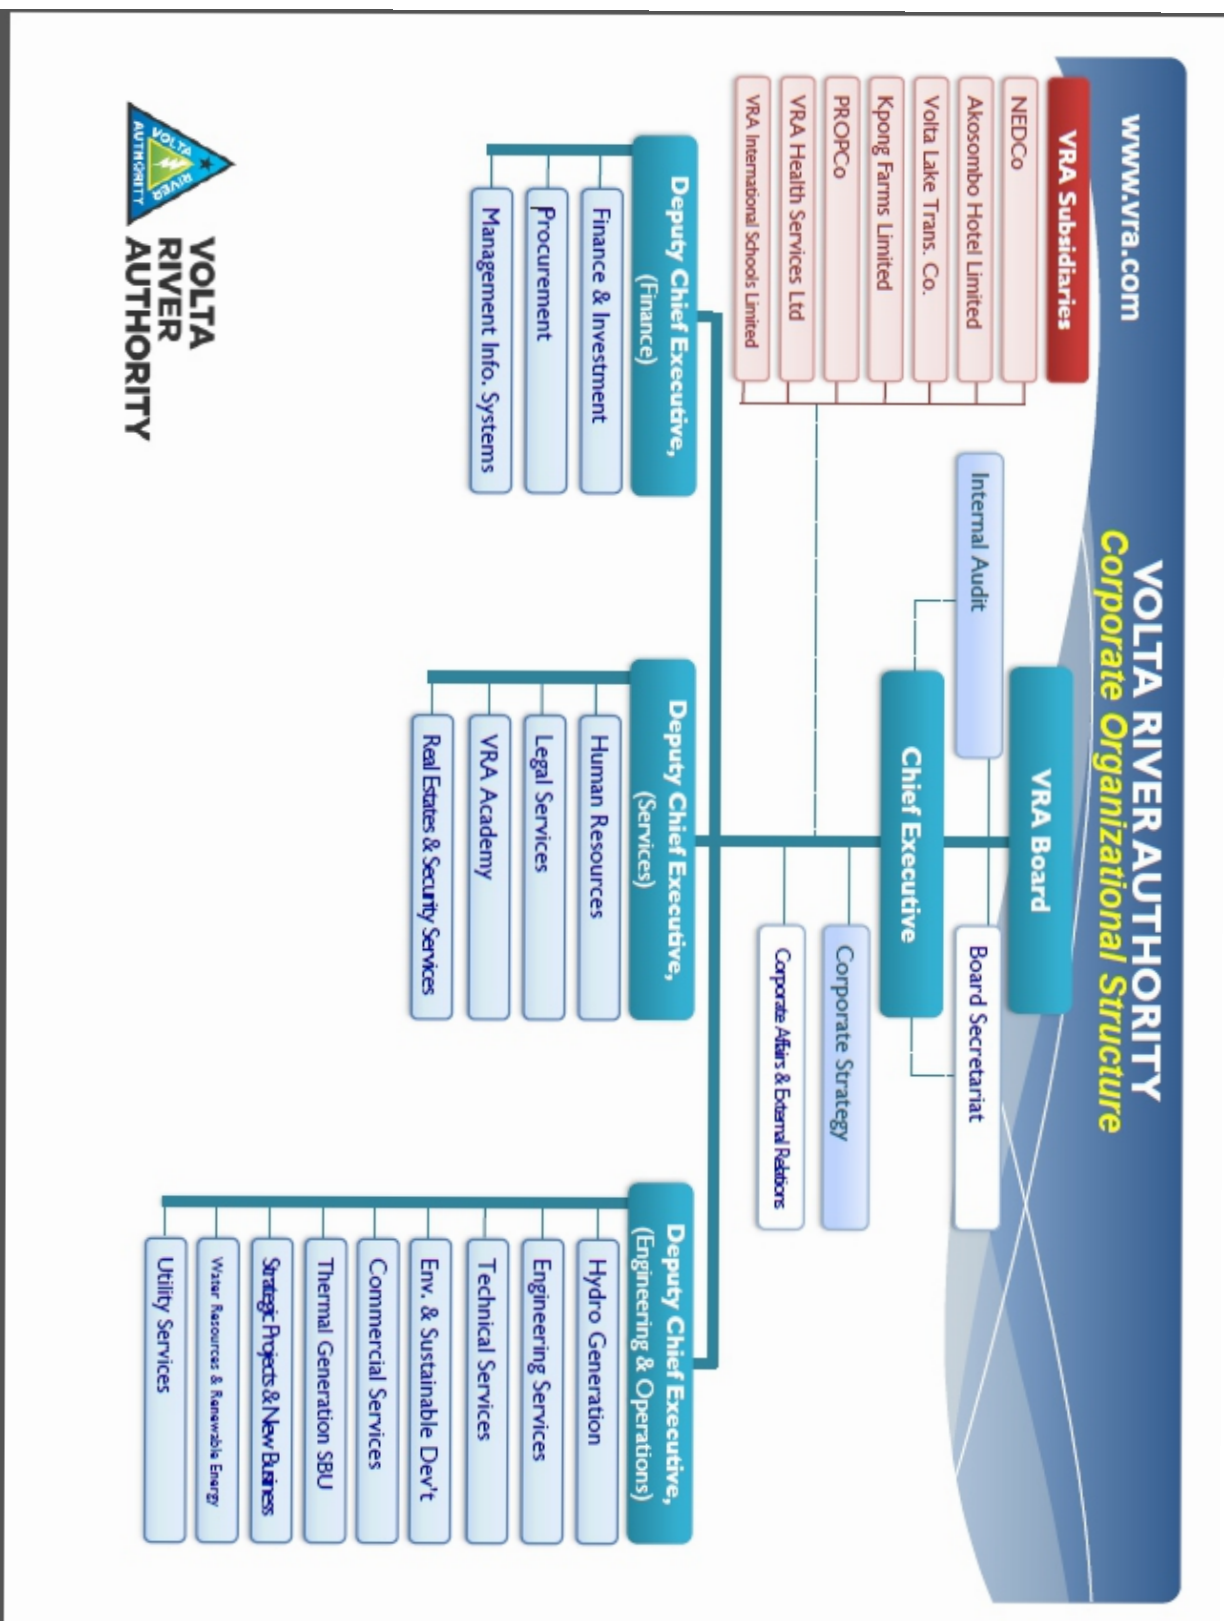 www.vra.com
VOLTA RIVER AUTHORITY
Corporate Organizational Structure
VRA Subsidiaries
NEDCo
Akosombo Hotel Limited
Volta Lake Trans. Co.
Kpong Farms Limited
PROPCo
VRA Health Services Ltd
VRA International Schools Limited
VRA Board
Internal Audit
Board Secretariat
Chief Executive
Corporate Strategy
Corporate Affairs & External Relations
Deputy Chief Executive,
(Finance)
Finance & Investment
Procurement
Management Info. Systems
Deputy Chief Executive,
(Services)
Human Resources
Legal Services
VRA Academy
Real Estates & Security Services
Deputy Chief Executive,
(Engineering & Operations)
Hydro Generation
Engineering Services
Technical Services
Env. & Sustainable Dev't
Commercial Services
Thermal Generation SBU
Strategic Projects & New Business
Water Resources & Renewable Energy
Utility Services
VOLTA RIVER
AUTHORITY
VOLTA
RIVER
AUTHORITY